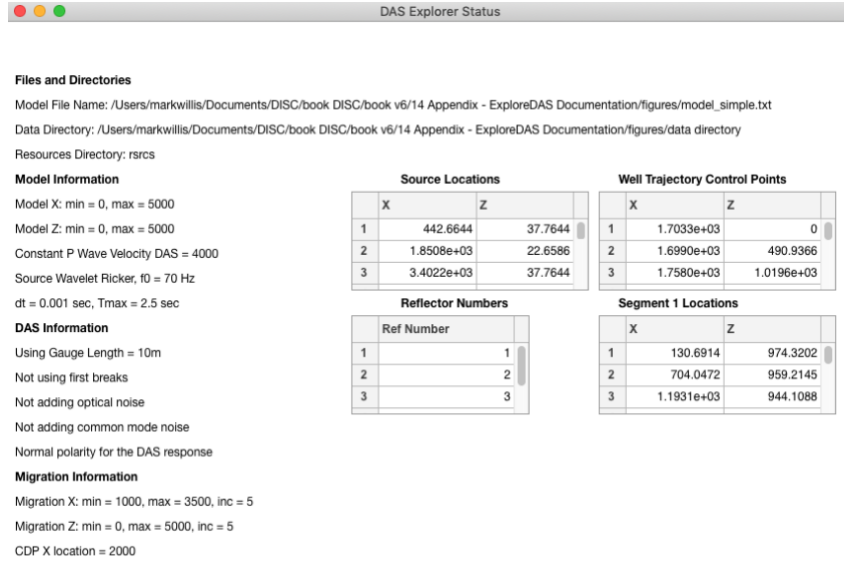 DAS Explorer Status
Files and Directories
Model File Name: /Users/markwillis/Documents/DISC/book DISC/book v6/14 Appendix - ExploreDAS Documentation/figures/model_simple.txt
Data Directory: /Users/markwillis/Documents/DISC/book DISC/book v6/14 Appendix - ExploreDAS Documentation/figures/data directory
Resources Directory: rsrcs
Model Information
Model X: min = 0, max = 5000
Model Z: min = 0, max = 5000
Constant P Wave Velocity DAS = 4000
Source Wavelet Ricker, f0 = 70 Hz
dt = 0.001 sec, Tmax = 2.5 sec
DAS Information
Using Gauge Length = 10m
Not using first breaks
Not adding optical noise
Not adding common mode noise
Normal polarity for the DAS response
Migration Information
Migration X: min = 1000, max = 3500, inc = 5
Migration Z: min = 0, max = 5000, inc = 5
CDP X location = 2000
Source Locations
X Z
1 442.6644 37.7644
2 1.8508e+03 22.6586
3 3.4022e+03 37.7644
Well Trajectory Control Points
X Z
1 1.7033e+03 0
2 1.6990e+03 490.9366
3 1.7580e+03 1.0196e+03
Reflector Numbers
Ref Number
1 1
2 2
3 3
Segment 1 Locations
X Z
1 130.6914 974.3202
2 704.0472 959.2145
3 1.1931e+03 944.1088